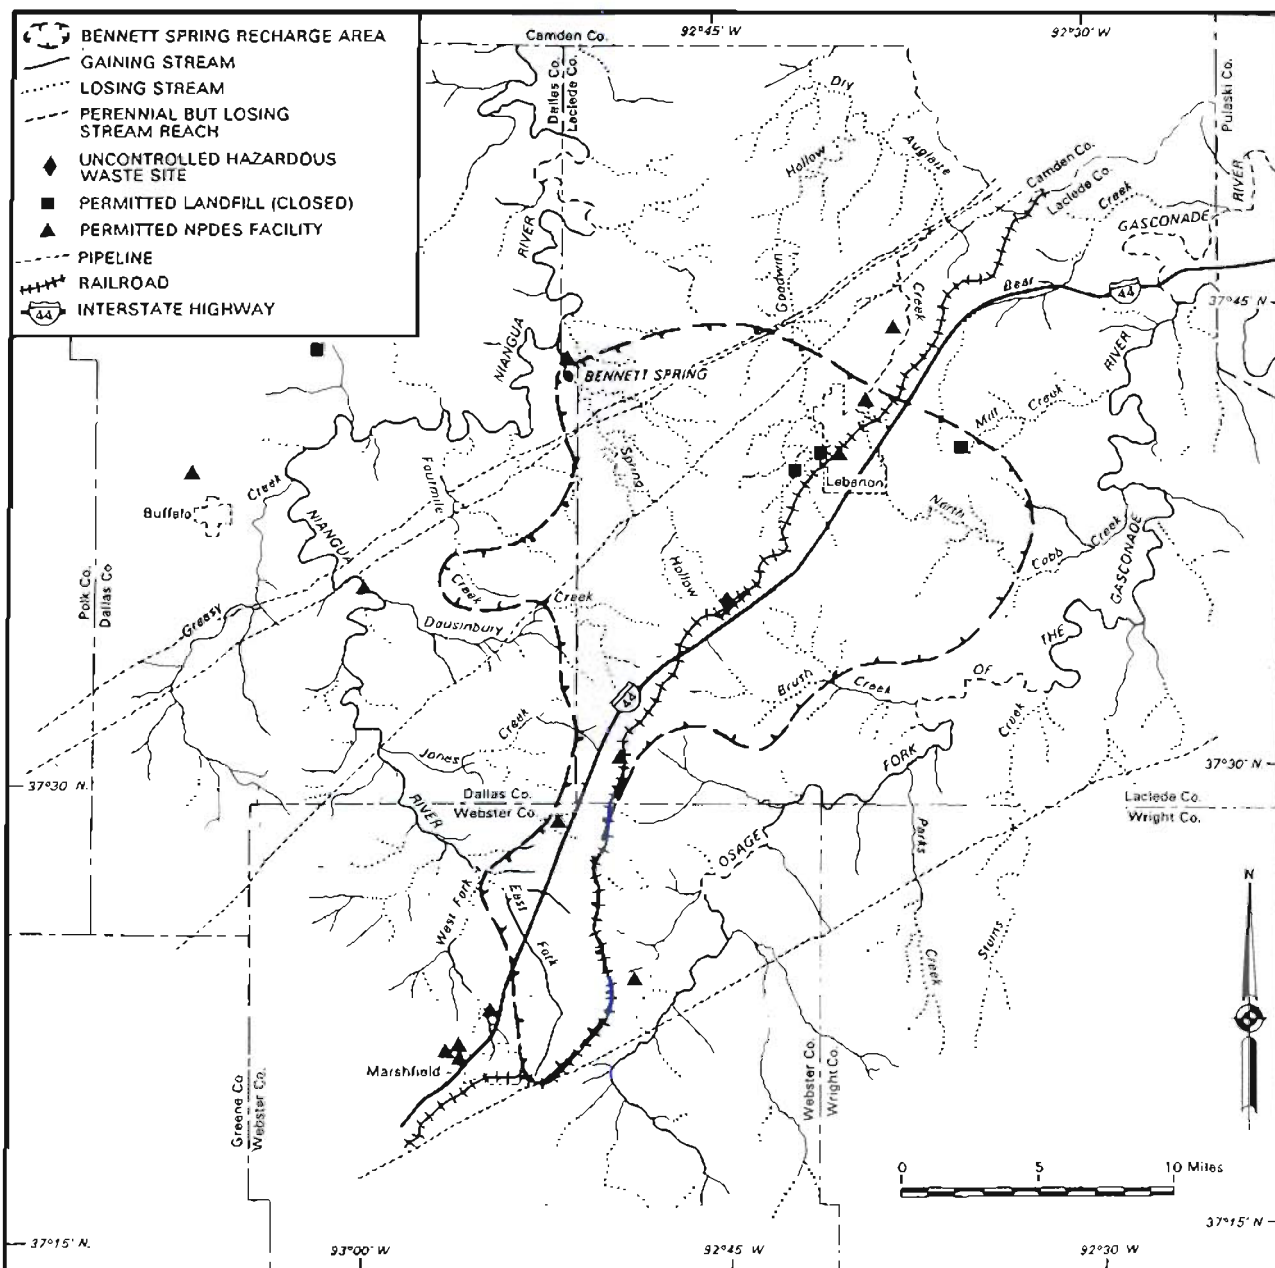 BENNETT SPRING RECHARGE AREA
GAINING STREAM
LOSING STREAM
PERENNIAL BUT LOSING
STREAM REACH
UNCONTROLLED HAZARDOUS
WASTE SITE
PERMITTED LANDFILL (CLOSED)
PERMITTED NPDES FACILITY
PIPELINE
RAILROAD
44 INTERSTATE HIGHWAY
Camden Co.
92°45' W
92°30' W
Dallas Co.
Laclede Co.
Pulaski Co.
Dry
Hollow
Auglaize
Creek
Goodwin
Camden Co.
Laclede Co.
Creek
Bear
GASCONADE
RIVER
44
37°45' N
RIVER
NIANGUA
RIVER
BENNETT SPRING
Mill Creek
Spring
Hollow
Lebanon
North
Cobb Creek
GASCONADE
Fourmile
Creek
Creek
Buffalo
Creek
NIANGUA
Polk Co.
Dallas Co
Greasy
Dousinbury
Creek
THE
OF
Brush
Creek
44
Creek
Jones
Creek
FORK
37°30' N.
37°30' N
RIVER
Dallas Co.
Webster Co.
Laclede Co.
Wright Co.
OSAGE
Parks
Creek
West Fork
East
Fork
N
Marshfield
Greene Co
Webster Co.
Webster Co.
Wright Co.
0 5 10 Miles
37°15' N.
93°00' W
92°45' W
92°30' W
37°15' N